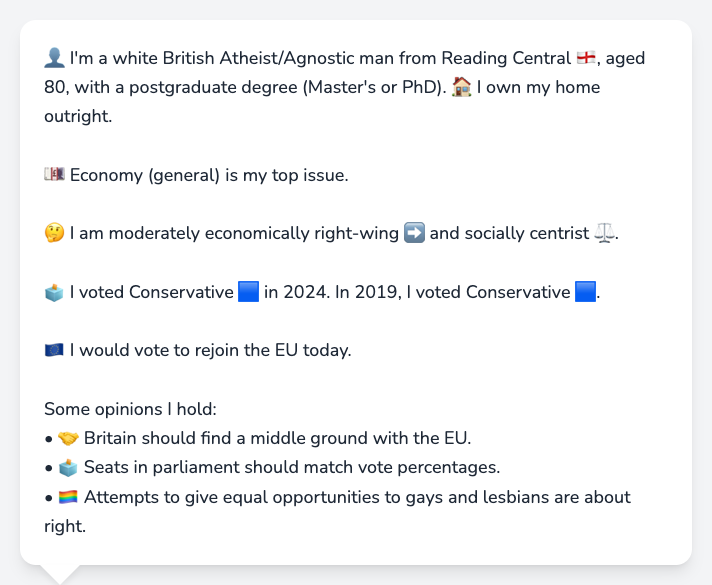 👤 I'm a white British Atheist/Agnostic man from Reading Central 🏴󠁧󠁢󠁥󠁮󠁧󠁿, aged
80, with a postgraduate degree (Master's or PhD). 🏠 I own my home
outright.
💷 Economy (general) is my top issue.
🤔 I am moderately economically right-wing ➡️ and socially centrist ⚖️.
🗳️ I voted Conservative 🟦 in 2024. In 2019, I voted Conservative 🟦.
🇪🇺 I would vote to rejoin the EU today.
Some opinions I hold:
• 🤝 Britain should find a middle ground with the EU.
• 🗳️ Seats in parliament should match vote percentages.
• 🏳️‍🌈 Attempts to give equal opportunities to gays and lesbians are about
right.